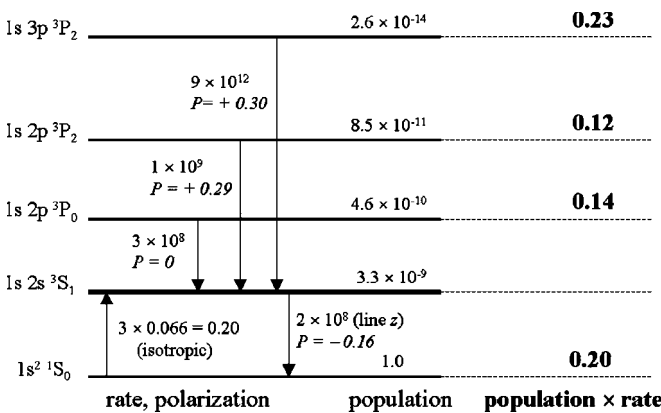 1s 3p ³P₂ 2.6 × 10⁻¹⁴ 0.23
9 × 10¹²
P= + 0.30
1s 2p ³P₂ 8.5 × 10⁻¹¹ 0.12
1 × 10⁹
P = + 0.29
1s 2p ³P₀ 4.6 × 10⁻¹⁰ 0.14
3 × 10⁸
P = 0
1s 2s ³S₁ 3.3 × 10⁻⁹
3 × 0.066 = 0.20
(isotropic)
2 × 10⁸ (line z)
P = −0.16
1s² ¹S₀ 1.0 0.20
rate, polarization population population × rate